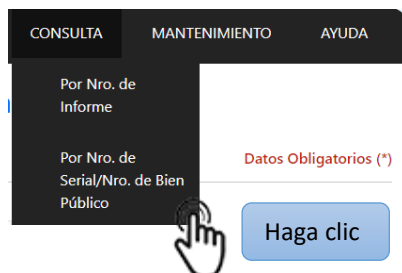 CONSULTA MANTENIMIENTO AYUDA
Por Nro. de
Informe
Por Nro. de
Serial/Nro. de Bien
Público
Datos Obligatorios (*)
Haga clic